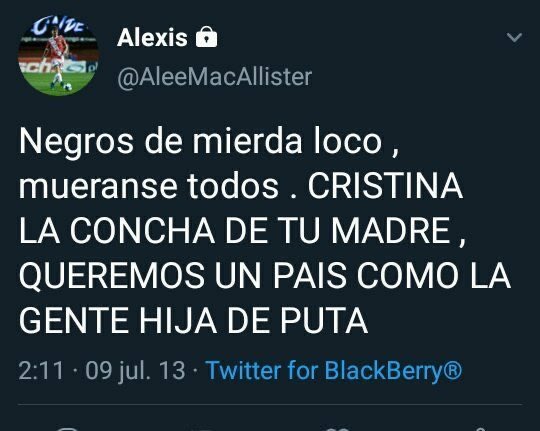 Alexis
@AleeMacAllister
Negros de mierda loco ,
mueranse todos . CRISTINA
LA CONCHA DE TU MADRE ,
QUEREMOS UN PAIS COMO LA
GENTE HIJA DE PUTA
2:11 · 09 jul. 13 · Twitter for BlackBerry®